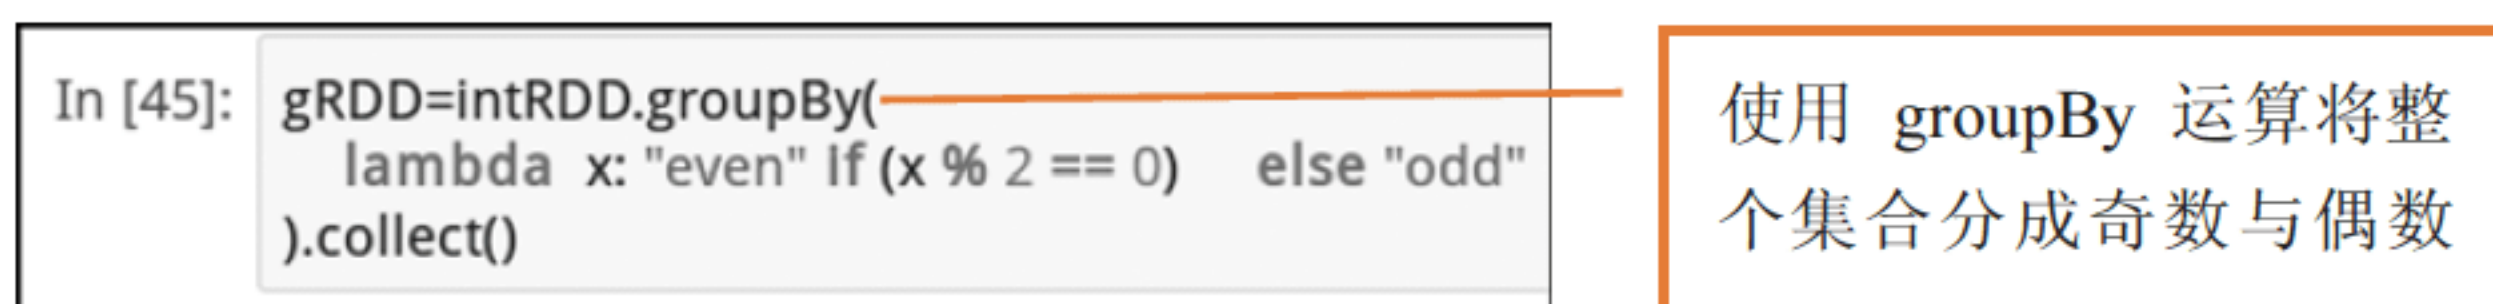 In [45]: gRDD=intRDD.groupBy(
lambda x: "even" if (x % 2 == 0) else "odd"
).collect()
使用 groupBy 运算将整
个集合分成奇数与偶数